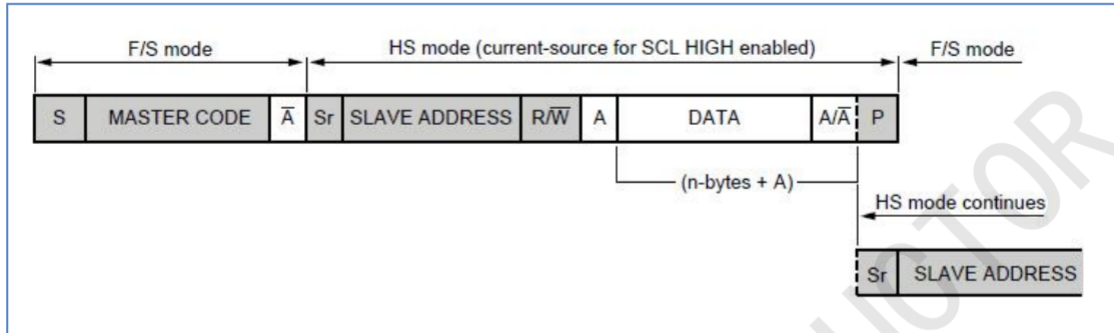 F/S mode
HS mode (current-source for SCL HIGH enabled)
F/S mode
S MASTER CODE A̅ Sr SLAVE ADDRESS R/W̅ A DATA A/A̅ P
(n-bytes + A)
HS mode continues
Sr SLAVE ADDRESS